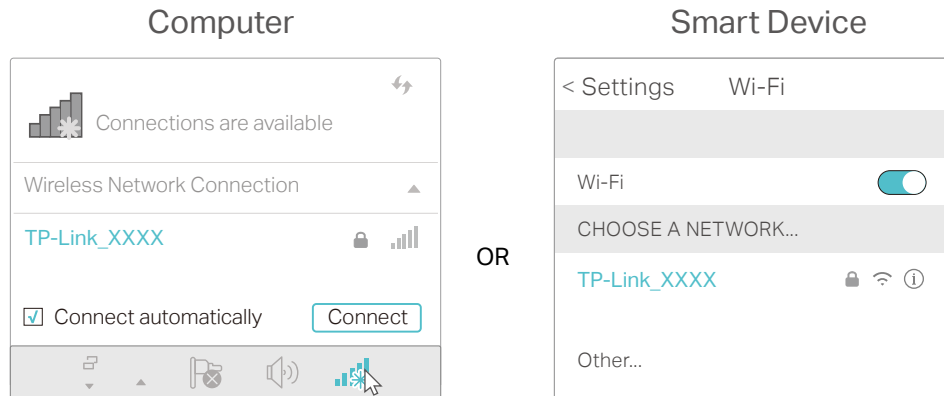 Computer
Connections are available
Wireless Network Connection
TP-Link_XXXX
Connect automatically
Connect
OR
Smart Device
< Settings Wi-Fi
Wi-Fi
CHOOSE A NETWORK...
TP-Link_XXXX
Other...